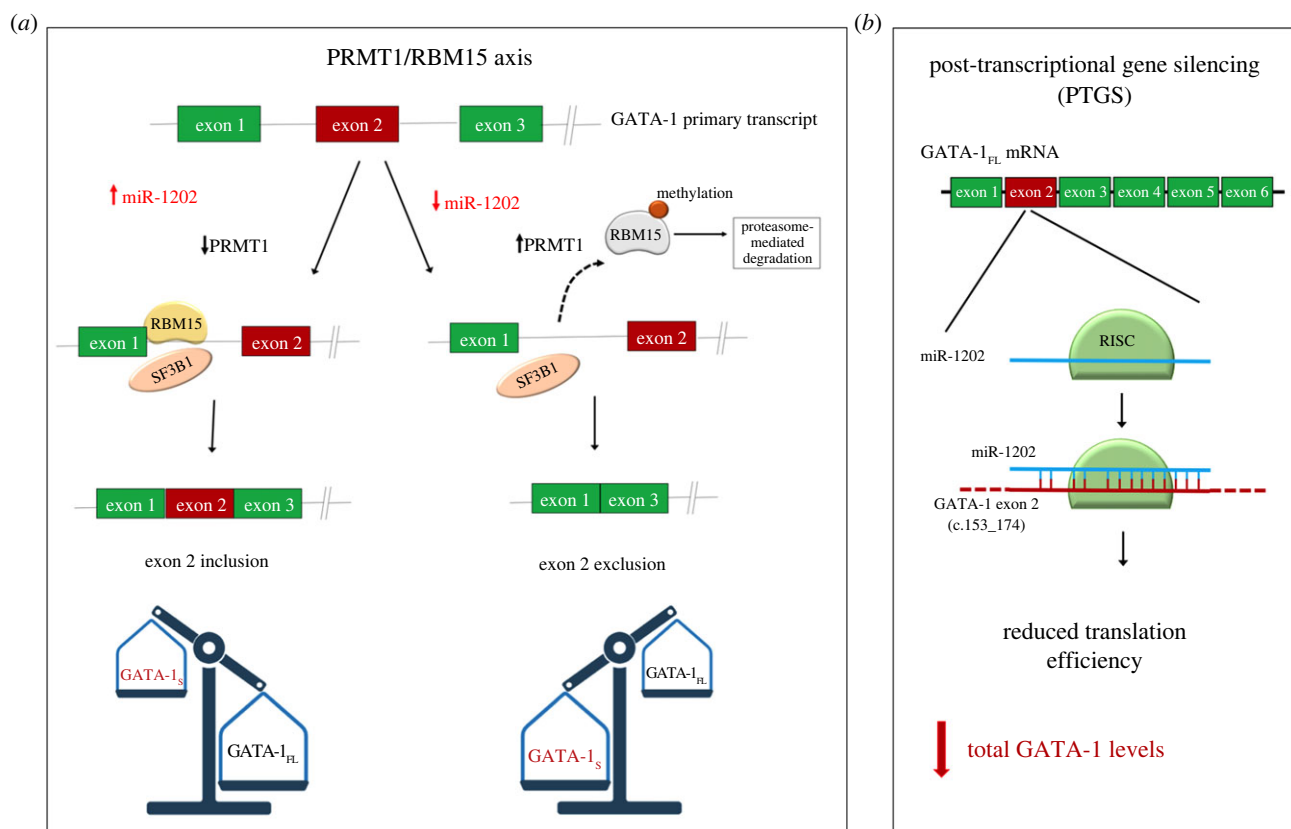 (a)
PRMT1/RBM15 axis
exon 1 exon 2 exon 3
GATA-1 primary transcript
miR-1202
miR-1202
methylation
PRMT1
PRMT1
RBM15
proteasome-
mediated
degradation
RBM15
exon 1
exon 2
SF3B1
exon 1
exon 2
SF3B1
exon 1 exon 2 exon 3
exon 1 exon 3
exon 2 inclusion
exon 2 exclusion
GATA-1S
GATA-1FL
GATA-1FL
GATA-1S
(b)
post-transcriptional gene silencing
(PTGS)
GATA-1FL mRNA
exon 1 exon 2 exon 3 exon 4 exon 5 exon 6
RISC
miR-1202
miR-1202
GATA-1 exon 2
(c.153_174)
reduced translation
efficiency
total GATA-1 levels